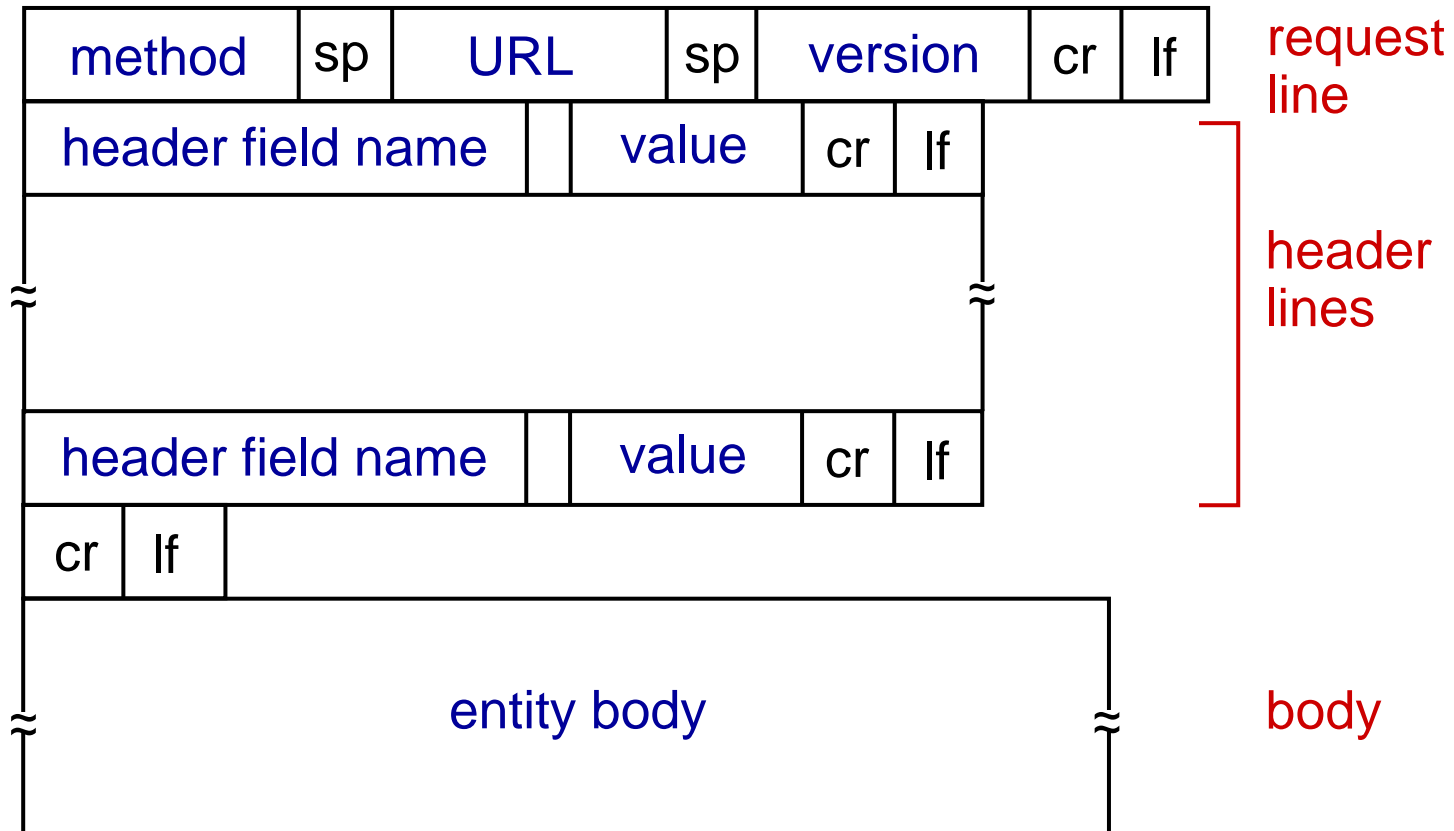 method sp URL sp version cr lf
request
line
header field name value cr lf
header
lines
≈ ≈
header field name value cr lf
cr lf
≈ entity body ≈
body